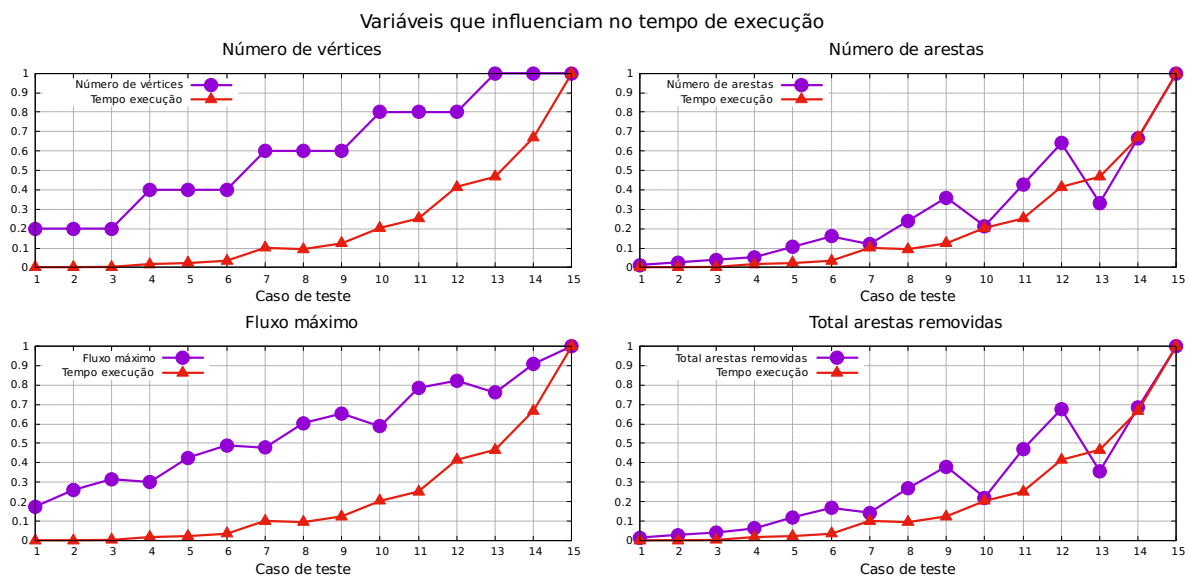 Variáveis que influenciam no tempo de execução
Número de vértices
Número de vértices
Tempo execução
1
0.9
0.8
0.7
0.6
0.5
0.4
0.3
0.2
0.1
0
1 2 3 4 5 6 7 8 9 10 11 12 13 14 15
Caso de teste
Número de arestas
Número de arestas
Tempo execução
1
0.9
0.8
0.7
0.6
0.5
0.4
0.3
0.2
0.1
0
1 2 3 4 5 6 7 8 9 10 11 12 13 14 15
Caso de teste
Fluxo máximo
Fluxo máximo
Tempo execução
1
0.9
0.8
0.7
0.6
0.5
0.4
0.3
0.2
0.1
0
1 2 3 4 5 6 7 8 9 10 11 12 13 14 15
Caso de teste
Total arestas removidas
Total arestas removidas
Tempo execução
1
0.9
0.8
0.7
0.6
0.5
0.4
0.3
0.2
0.1
0
1 2 3 4 5 6 7 8 9 10 11 12 13 14 15
Caso de teste